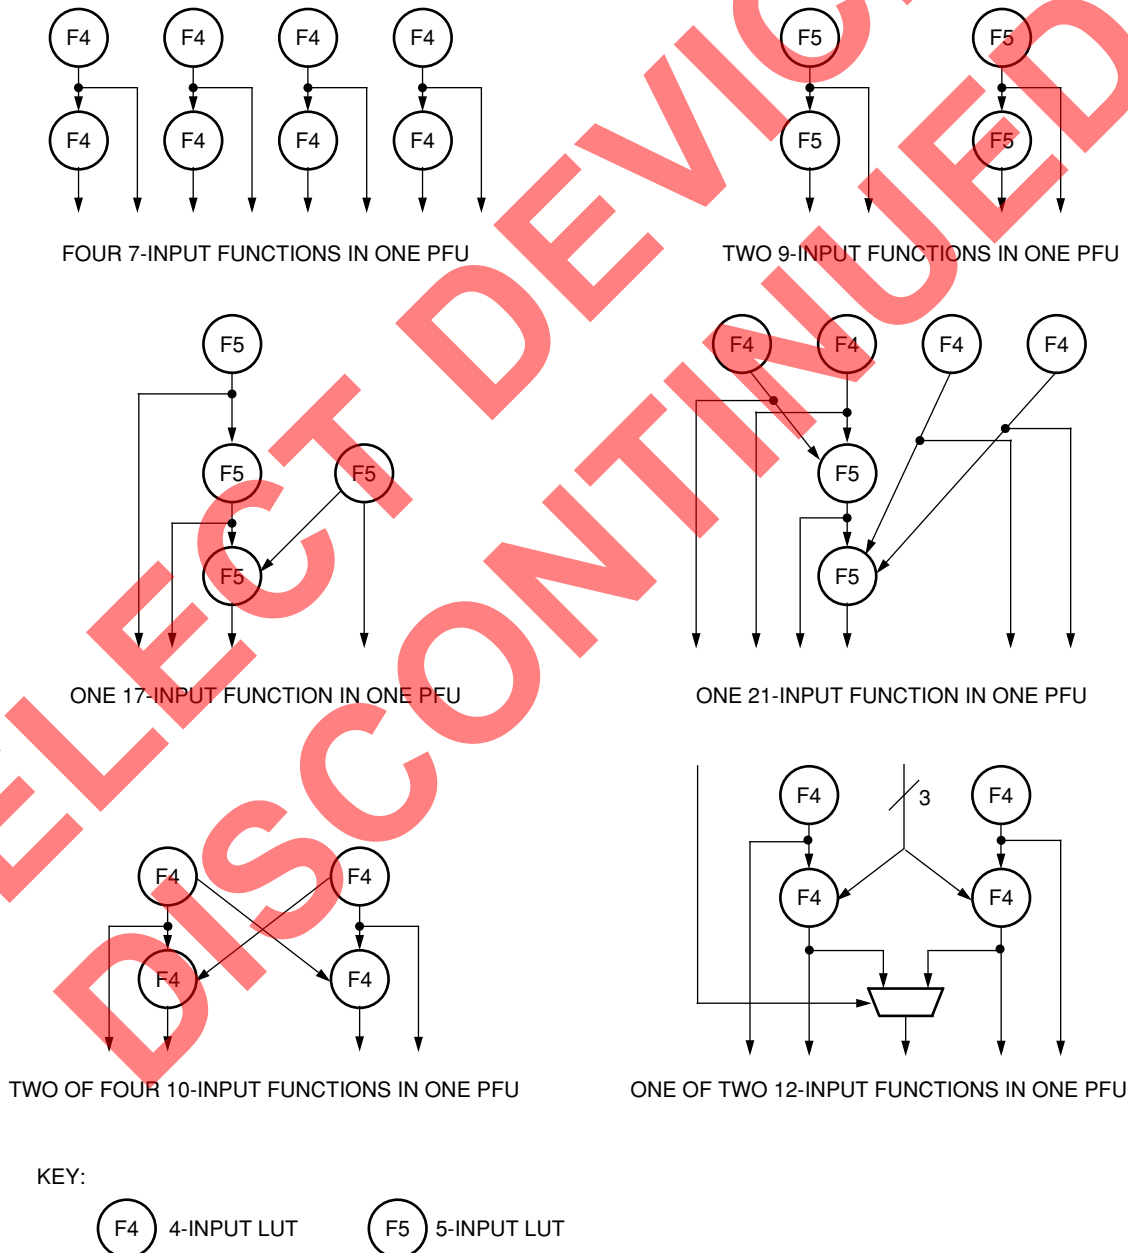 F4 F4 F4 F4 F5 F5
F4 F4 F4 F4 F5 F5
FOUR 7-INPUT FUNCTIONS IN ONE PFU
TWO 9-INPUT FUNCTIONS IN ONE PFU
F5 F4 F4 F4 F4
F5 F5 F5
F5 F5
ONE 17-INPUT FUNCTION IN ONE PFU
ONE 21-INPUT FUNCTION IN ONE PFU
F4 3 F4
F4 F4
F4 F4
F4 F4
TWO OF FOUR 10-INPUT FUNCTIONS IN ONE PFU
ONE OF TWO 12-INPUT FUNCTIONS IN ONE PFU
KEY:
F4 4-INPUT LUT
F5 5-INPUT LUT
DISCONTINUED